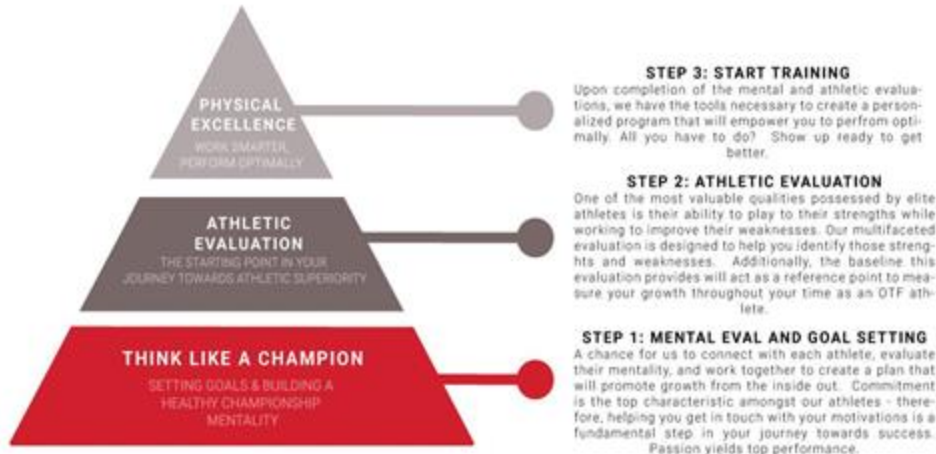 PHYSICAL
EXCELLENCE
WORK SMARTER,
PERFORM OPTIMALLY
STEP 3: START TRAINING
Upon completion of the mental and athletic evalua-
tions, we have the tools necessary to create a person-
alized program that will empower you to perfrom opti-
mally. All you have to do? Show up ready to get
better.
ATHLETIC
EVALUATION
THE STARTING POINT IN YOUR
JOURNEY TOWARDS ATHLETIC SUPERIORITY
STEP 2: ATHLETIC EVALUATION
One of the most valuable qualities possessed by elite
athletes is their ability to play to their strengths while
working to improve their weaknesses. Our multifaceted
evaluation is designed to help you identify those streng-
hts and weaknesses. Additionally, the baseline this
evaluation provides will act as a reference point to mea-
sure your growth throughout your time as an OTF ath-
lete.
THINK LIKE A CHAMPION
SETTING GOALS & BUILDING A
HEALTHY CHAMPIONSHIP
MENTALITY
STEP 1: MENTAL EVAL AND GOAL SETTING
A chance for us to connect with each athlete, evaluate
their mentality, and work together to create a plan that
will promote growth from the inside out. Commitment
is the top characteristic amongst our athletes - there-
fore, helping you get in touch with your motivations is a
fundamental step in your journey towards success.
Passion yields top performance.